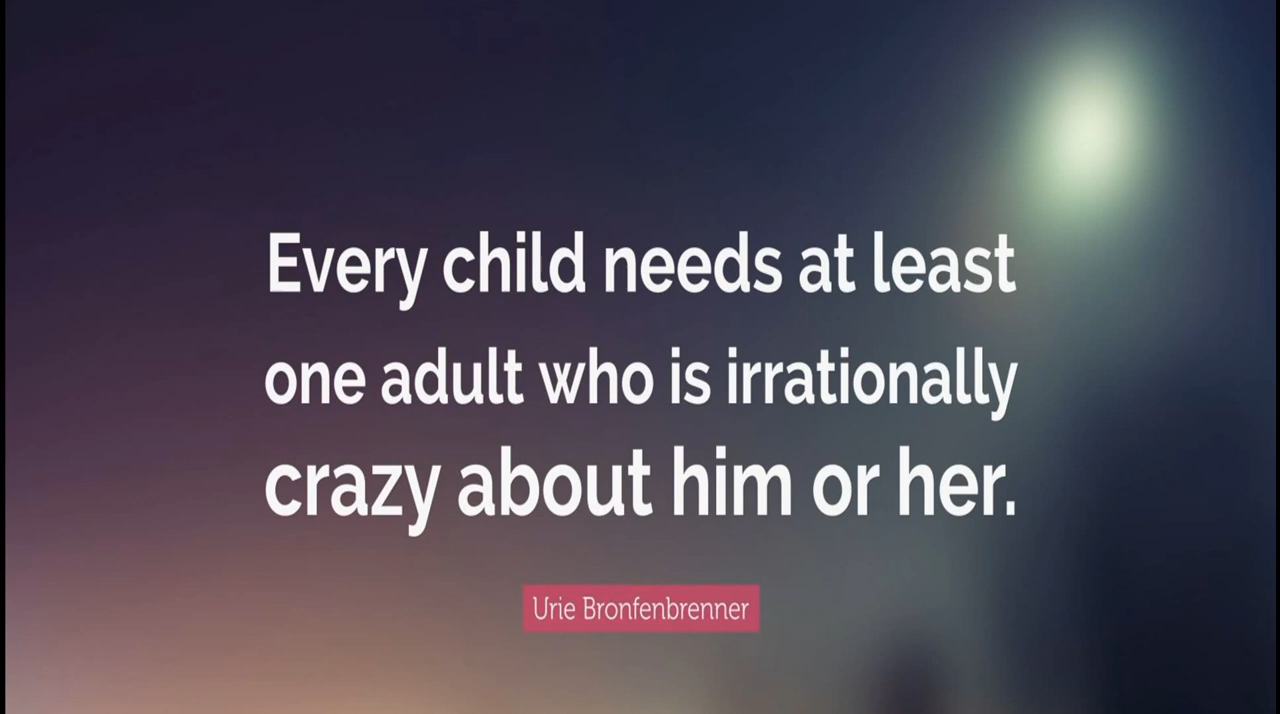 Every child needs at least
one adult who is irrationally
crazy about him or her.
Urie Bronfenbrenner